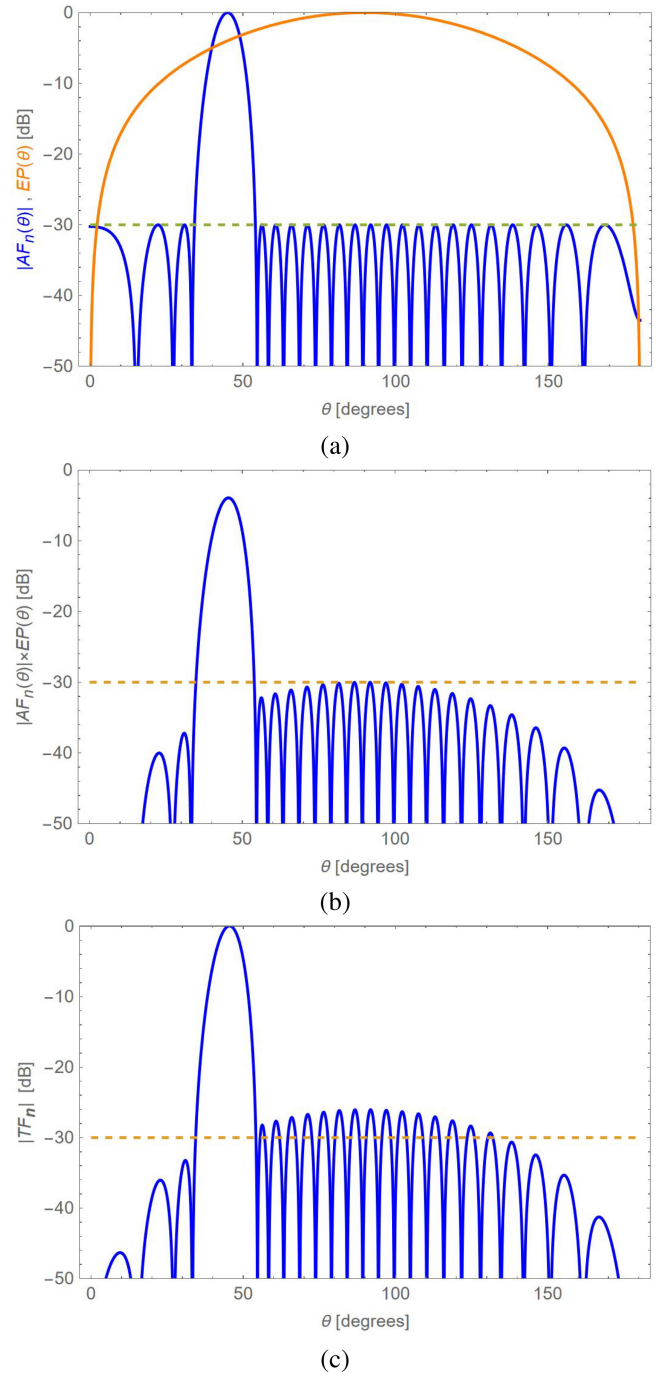 0
−10
−20
−30
−40
−50
|AFₙ(θ)| , EP(θ) [dB]
0 50 100 150
θ [degrees]
(a)
0
−10
−20
−30
−40
−50
|AFₙ(θ)|×EP(θ) [dB]
0 50 100 150
θ [degrees]
(b)
0
−10
−20
−30
−40
−50
|TFₙ| [dB]
0 50 100 150
θ [degrees]
(c)